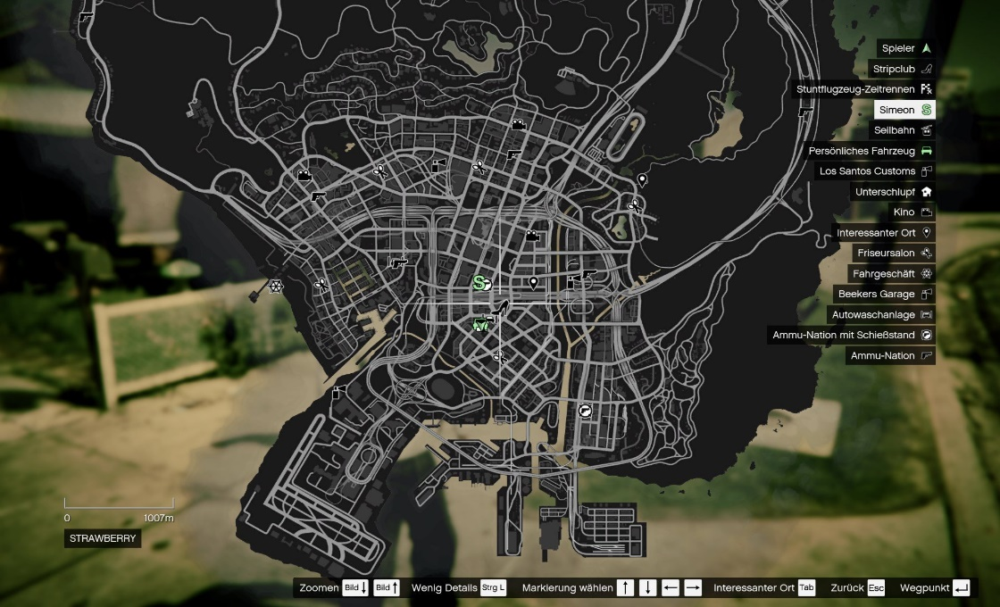 Spieler
Stripclub
Stuntflugzeug-Zeitrennen
Simeon
Seilbahn
Persönliches Fahrzeug
Los Santos Customs
Unterschlupf
Kino
Interessanter Ort
Friseursalon
Fahrgeschäft
Beekers Garage
Autowaschanlage
Ammu-Nation mit Schießstand
Ammu-Nation
0 1007m
STRAWBERRY
Zoomen Bild ↓ Bild ↑ Wenig Details Strg L Markierung wählen ↑ ↓ ← → Interessanter Ort Tab Zurück Esc Wegpunkt ↵